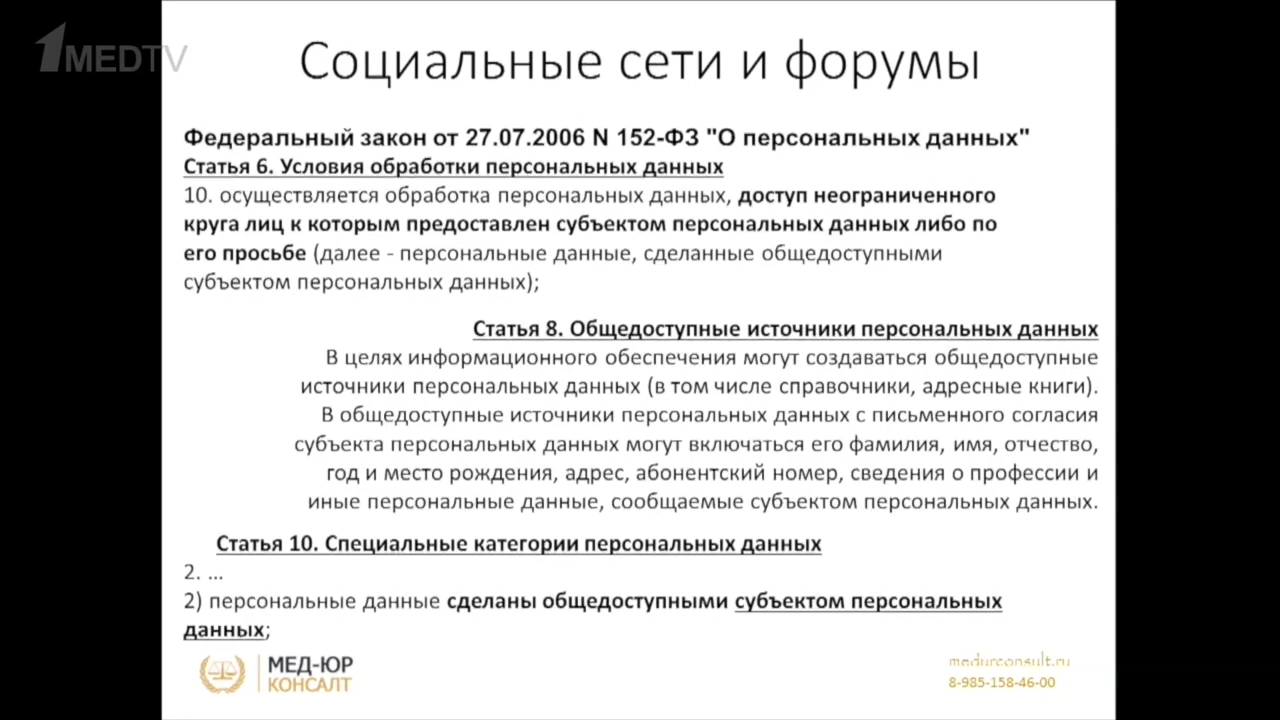 1MEDTV
Социальные сети и форумы
Федеральный закон от 27.07.2006 N 152-ФЗ "О персональных данных"
Статья 6. Условия обработки персональных данных
10. осуществляется обработка персональных данных, доступ неограниченного
круга лиц к которым предоставлен субъектом персональных данных либо по
его просьбе (далее - персональные данные, сделанные общедоступными
субъектом персональных данных);
Статья 8. Общедоступные источники персональных данных
В целях информационного обеспечения могут создаваться общедоступные
источники персональных данных (в том числе справочники, адресные книги).
В общедоступные источники персональных данных с письменного согласия
субъекта персональных данных могут включаться его фамилия, имя, отчество,
год и место рождения, адрес, абонентский номер, сведения о профессии и
иные персональные данные, сообщаемые субъектом персональных данных.
Статья 10. Специальные категории персональных данных
2. ...
2) персональные данные сделаны общедоступными субъектом персональных
данных;
МЕД-ЮР
КОНСАЛТ
medurconsult.ru
8-985-158-46-00